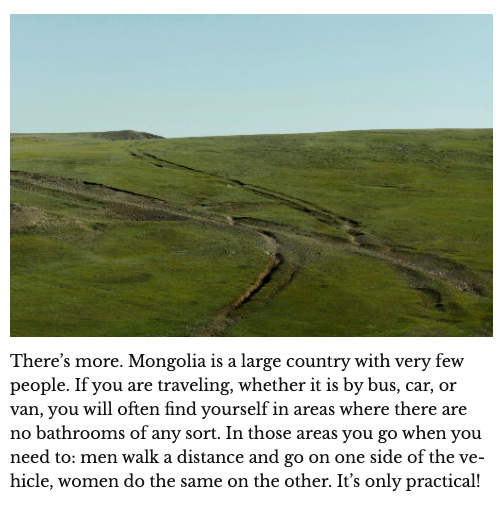 There’s more. Mongolia is a large country with very few
people. If you are traveling, whether it is by bus, car, or
van, you will often find yourself in areas where there are
no bathrooms of any sort. In those areas you go when you
need to: men walk a distance and go on one side of the ve-
hicle, women do the same on the other. It’s only practical!